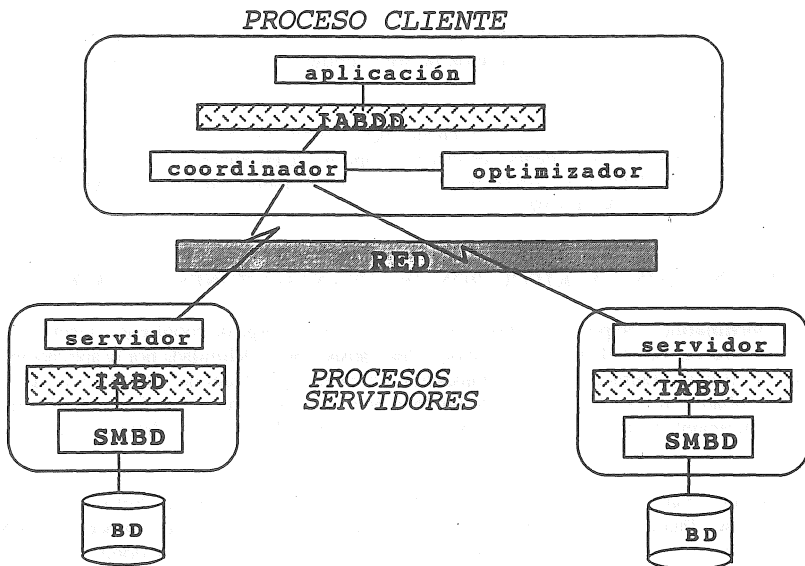 PROCESO CLIENTE
aplicación
IABDD
coordinador
optimizador
RED
servidor
IABD
SMBD
BD
PROCESOS
SERVIDORES
servidor
IABD
SMBD
BD